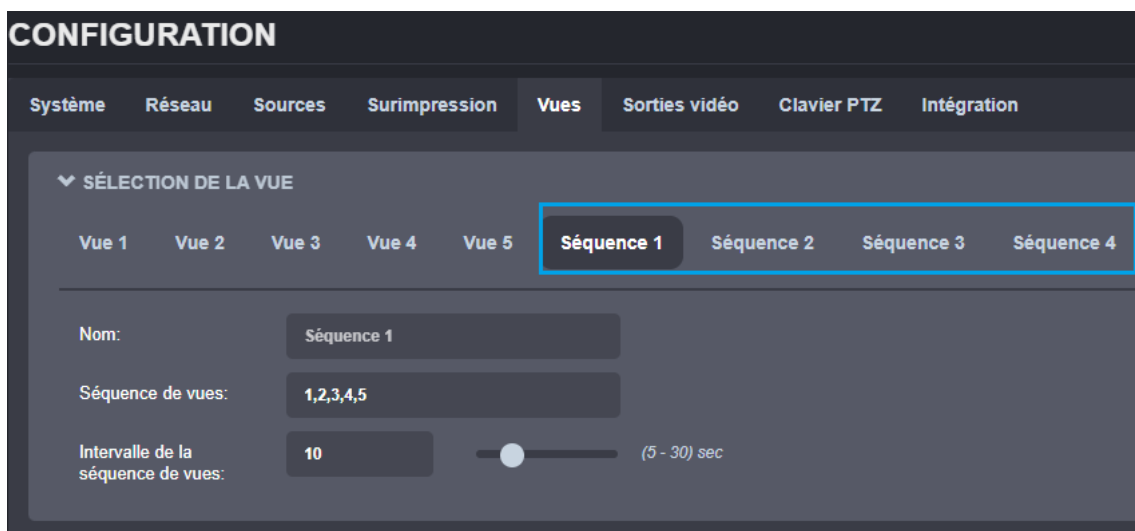 CONFIGURATION
Système Réseau Sources Surimpression Vues Sorties vidéo Clavier PTZ Intégration
SÉLECTION DE LA VUE
Vue 1 Vue 2 Vue 3 Vue 4 Vue 5 Séquence 1 Séquence 2 Séquence 3 Séquence 4
Nom: Séquence 1
Séquence de vues: 1,2,3,4,5
Intervalle de la
séquence de vues: 10 (5 - 30) sec